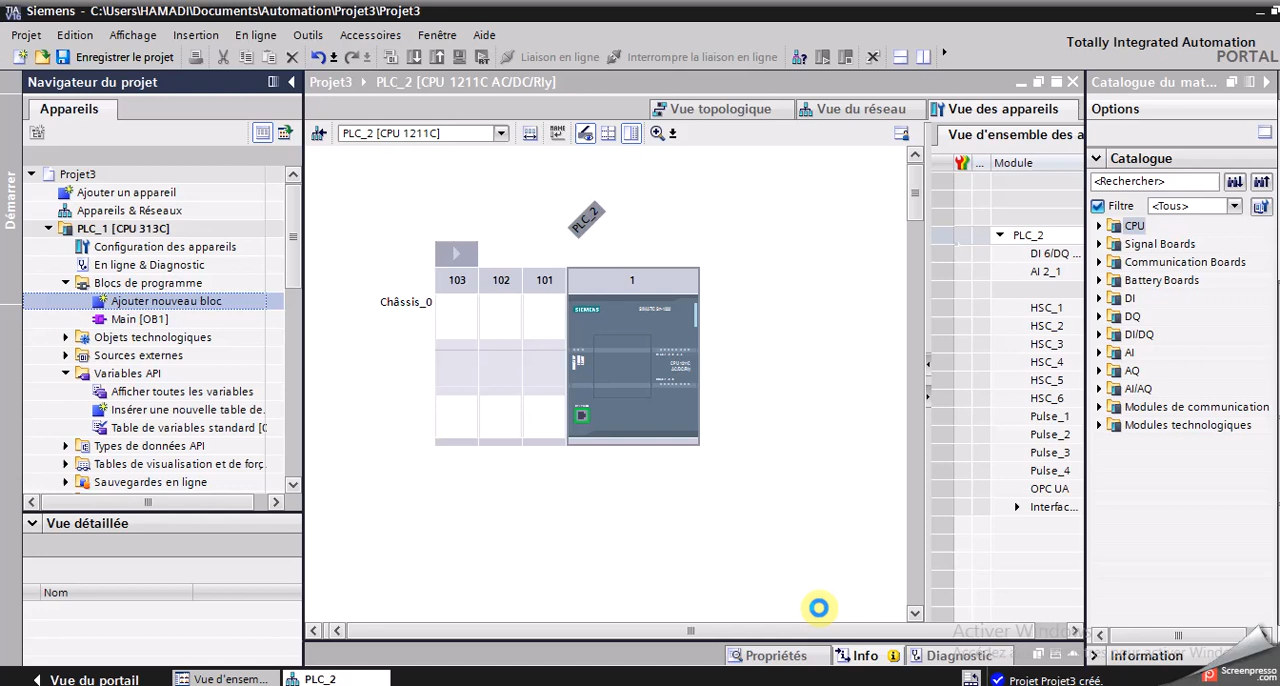 Siemens - C:\Users\HAMADI\Documents\Automation\Projet3\Projet3
Projet Edition Affichage Insertion En ligne Outils Accessoires Fenêtre Aide
Totally Integrated Automation
PORTAL
Enregistrer le projet
Liaison en ligne
Interrompre la liaison en ligne
Navigateur du projet
Projet3 PLC_2 [CPU 1211C AC/DC/Rly]
Catalogue du mat...
Appareils
Vue topologique
Vue du réseau
Vue des appareils
Options
PLC_2 [CPU 1211C]
Vue d'ensemble des a
Démarrer
... Module
Catalogue
<Rechercher>
Filtre <Tous>
Projet3
Ajouter un appareil
Appareils & Réseaux
PLC_1 [CPU 313C]
Configuration des appareils
En ligne & Diagnostic
Blocs de programme
Ajouter nouveau bloc
Main [OB1]
Objets technologiques
Sources externes
Variables API
Afficher toutes les variables
Insérer une nouvelle table de...
Table de variables standard [0
Types de données API
Tables de visualisation et de forç...
Sauvegardes en ligne
PLC_2
103 102 101 1
Châssis_0
SIEMENS
PLC_2
DI 6/DQ ...
AI 2_1
HSC_1
HSC_2
HSC_3
HSC_4
HSC_5
HSC_6
Pulse_1
Pulse_2
Pulse_3
Pulse_4
OPC UA
Interfac...
CPU
Signal Boards
Communication Boards
Battery Boards
DI
DQ
DI/DQ
AI
AQ
AI/AQ
Modules de communication
Modules technologiques
Vue détaillée
Nom
Activer Windows
Propriétés
Info
Diagnostic
Information
Vue du portail
Vue d'ensem...
PLC_2
Projet Projet3 créé.
Screenpresso
.com